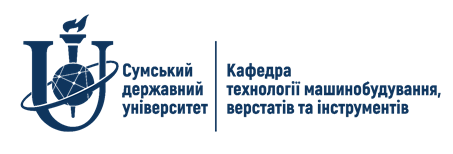 Сумський
державний
університет
Кафедра
технології машинобудування,
верстатів та інструментів